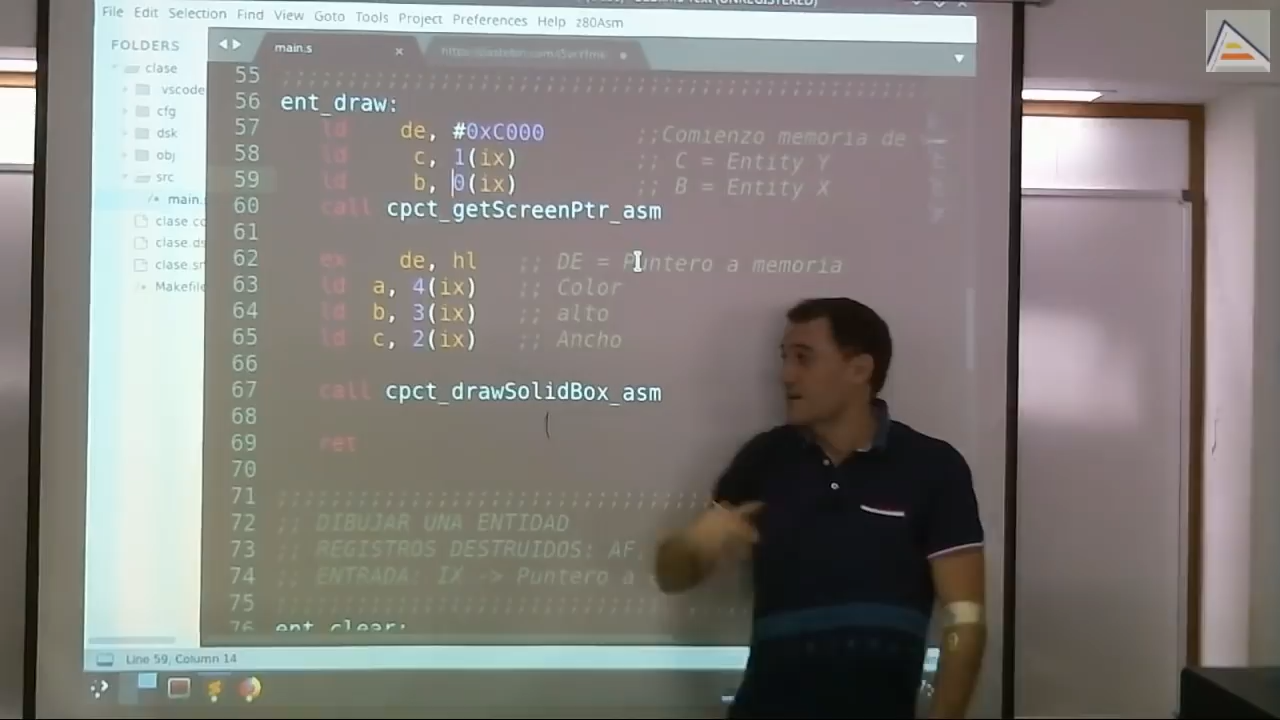 File Edit Selection Find View Goto Tools Project Preferences Help z80Asm
FOLDERS
clase
vscode
cfg
dsk
obj
src
main.
clase.
clase.
clase.
Makefile
main.s
55 ;;;;;;;;;;;;;;;;;;;;;;;;;;;;;;;;;;;;;;;;;;;;;;;
56 ent_draw:
57 ld de, #0xC000 ;;Comienzo memoria de
58 ld c, 1(ix) ;; C = Entity Y
59 ld b, 0(ix) ;; B = Entity X
60 call cpct_getScreenPtr_asm
61
62 ex de, hl ;; DE = Puntero a memoria
63 ld a, 4(ix) ;; Color
64 ld b, 3(ix) ;; alto
65 ld c, 2(ix) ;; Ancho
66
67 call cpct_drawSolidBox_asm
68
69 ret
70
71 ;;;;;;;;;;;;;;;;;;;;;;;;;;;;;;;;;
72 ;; DIBUJAR UNA ENTIDAD
73 ;; REGISTROS DESTRUIDOS: AF,
74 ;; ENTRADA: IX -> Puntero a
75 ;;;;;;;;;;;;;;;;;;;;;;;;;;;;;;;;;
76 ent_clear:
Line 59, Column 14